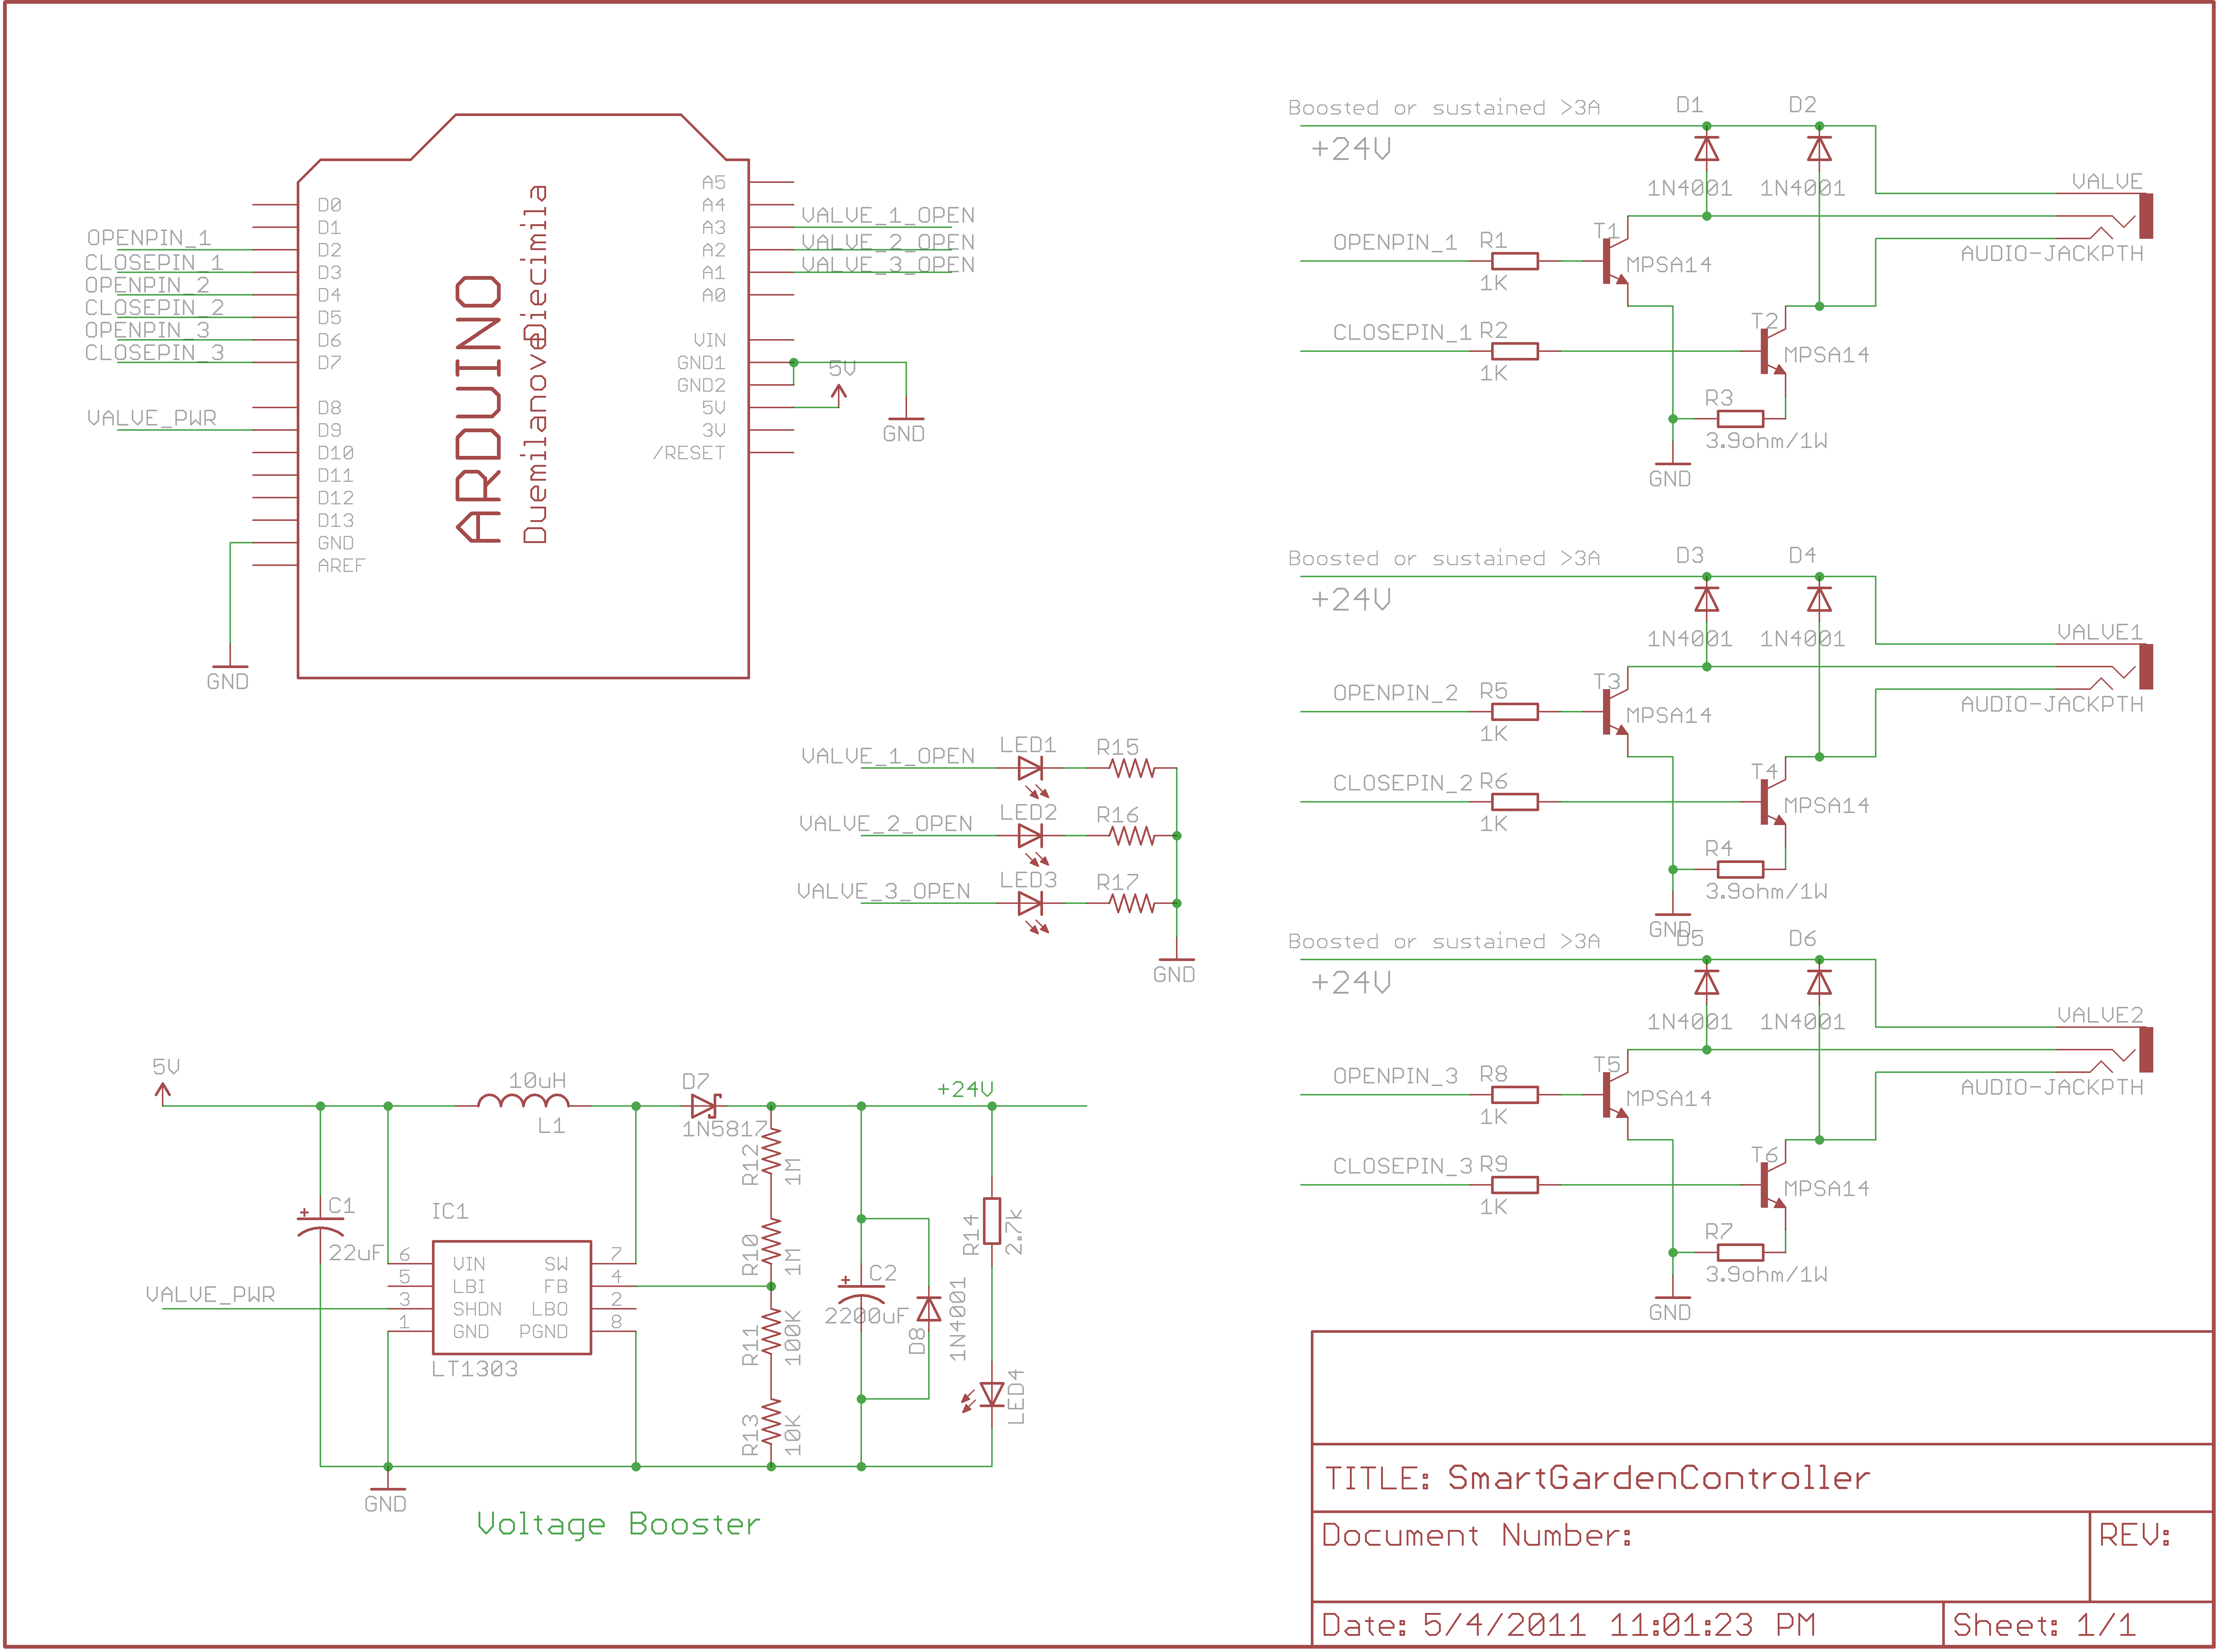 D0
D1
D2
D3
D4
D5
D6
D7
D8
D9
D10
D11
D12
D13
GND
AREF
OPENPIN_1
CLOSEPIN_1
OPENPIN_2
CLOSEPIN_2
OPENPIN_3
CLOSEPIN_3
VALVE_PWR
GND
ARDUINO
A5
A4
A3
A2
A1
A0
VIN
GND1
GND2
5V
3V
/RESET
VALVE_1_OPEN
VALVE_2_OPEN
VALVE_3_OPEN
5V
GND
VALVE_1_OPEN LED1 R15
VALVE_2_OPEN LED2 R16
VALVE_3_OPEN LED3 R17
GND
5V
10uH
L1
D7
1N5817
+24V
R12 1M
R10 1M
R11 100K
R13 10K
C1
22uF
IC1
6 VIN SW 7
5 LBI FB 4
3 SHDN LBO 2
1 GND PGND 8
LT1303
VALVE_PWR
C2
2200uF
D8 1N4001
R14 2.7k
LED4
GND
Voltage Booster
Boosted or sustained >3A
+24V
D1 D2
1N4001 1N4001
VALVE
AUDIO-JACKPTH
OPENPIN_1 R1
1K
T1
MPSA14
CLOSEPIN_1 R2
1K
T2
MPSA14
R3
3.9ohm/1W
GND
Boosted or sustained >3A
+24V
D3 D4
1N4001 1N4001
VALVE1
AUDIO-JACKPTH
OPENPIN_2 R5
1K
T3
MPSA14
CLOSEPIN_2 R6
1K
T4
MPSA14
R4
3.9ohm/1W
GND
Boosted or sustained >3A
+24V
D5 D6
1N4001 1N4001
VALVE2
AUDIO-JACKPTH
OPENPIN_3 R8
1K
T5
MPSA14
CLOSEPIN_3 R9
1K
T6
MPSA14
R7
3.9ohm/1W
GND
TITLE: SmartGardenController
Document Number:
REV:
Date: 5/4/2011 11:01:23 PM
Sheet: 1/1